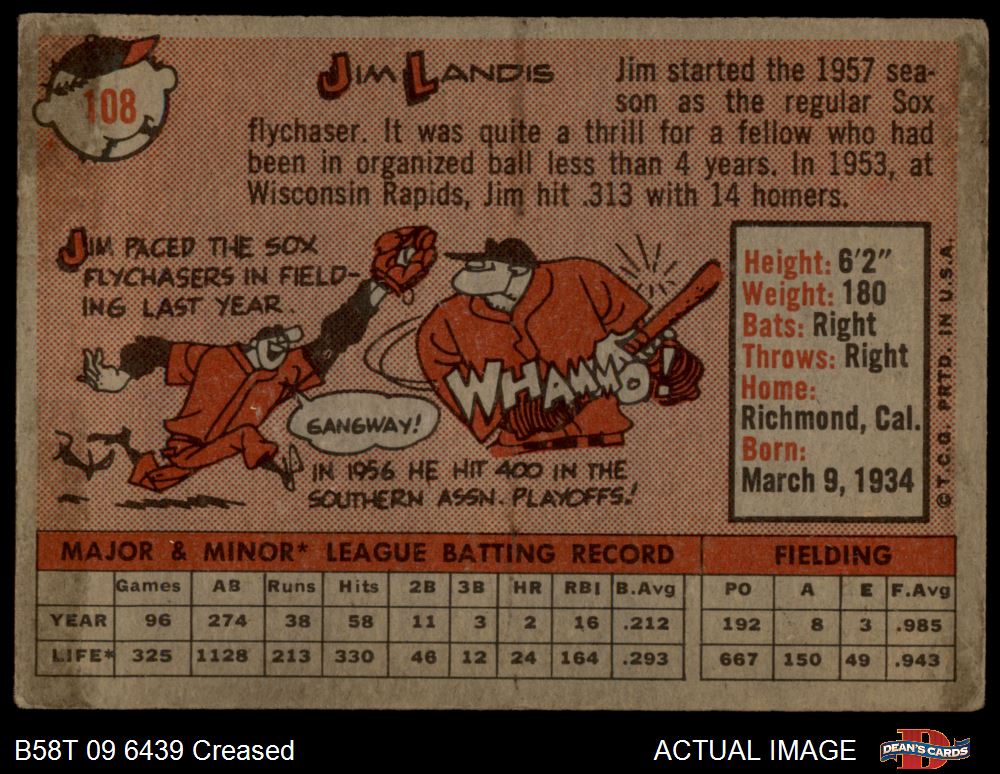 108
JIM LANDIS
Jim started the 1957 sea-
son as the regular Sox
flychaser. It was quite a thrill for a fellow who had
been in organized ball less than 4 years. In 1953, at
Wisconsin Rapids, Jim hit .313 with 14 homers.
JIM PACED THE SOX
FLYCHASERS IN FIELD-
ING LAST YEAR.
GANGWAY!
WHAMMO!
IN 1956 HE HIT 400 IN THE
SOUTHERN ASSN. PLAYOFFS!
Height: 6'2"
Weight: 180
Bats: Right
Throws: Right
Home:
Richmond, Cal.
Born:
March 9, 1934
© T.C.G. PRTD. IN U.S.A.
MAJOR & MINOR* LEAGUE BATTING RECORD FIELDING
Games AB Runs Hits 2B 3B HR RBI B.Avg PO A E F.Avg
YEAR 96 274 38 58 11 3 2 16 .212 192 8 3 .985
LIFE* 325 1128 213 330 46 12 24 164 .293 667 150 49 .943
B58T 09 6439 Creased ACTUAL IMAGE DEAN'S CARDS